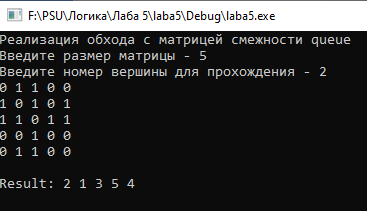 F:\PSU\Логика\Лаба 5\laba5\Debug\laba5.exe
Реализация обхода с матрицей смежности queue
Введите размер матрицы - 5
Введите номер вершины для прохождения - 2
0 1 1 0 0
1 0 1 0 1
1 1 0 1 1
0 0 1 0 0
0 1 1 0 0
Result: 2 1 3 5 4